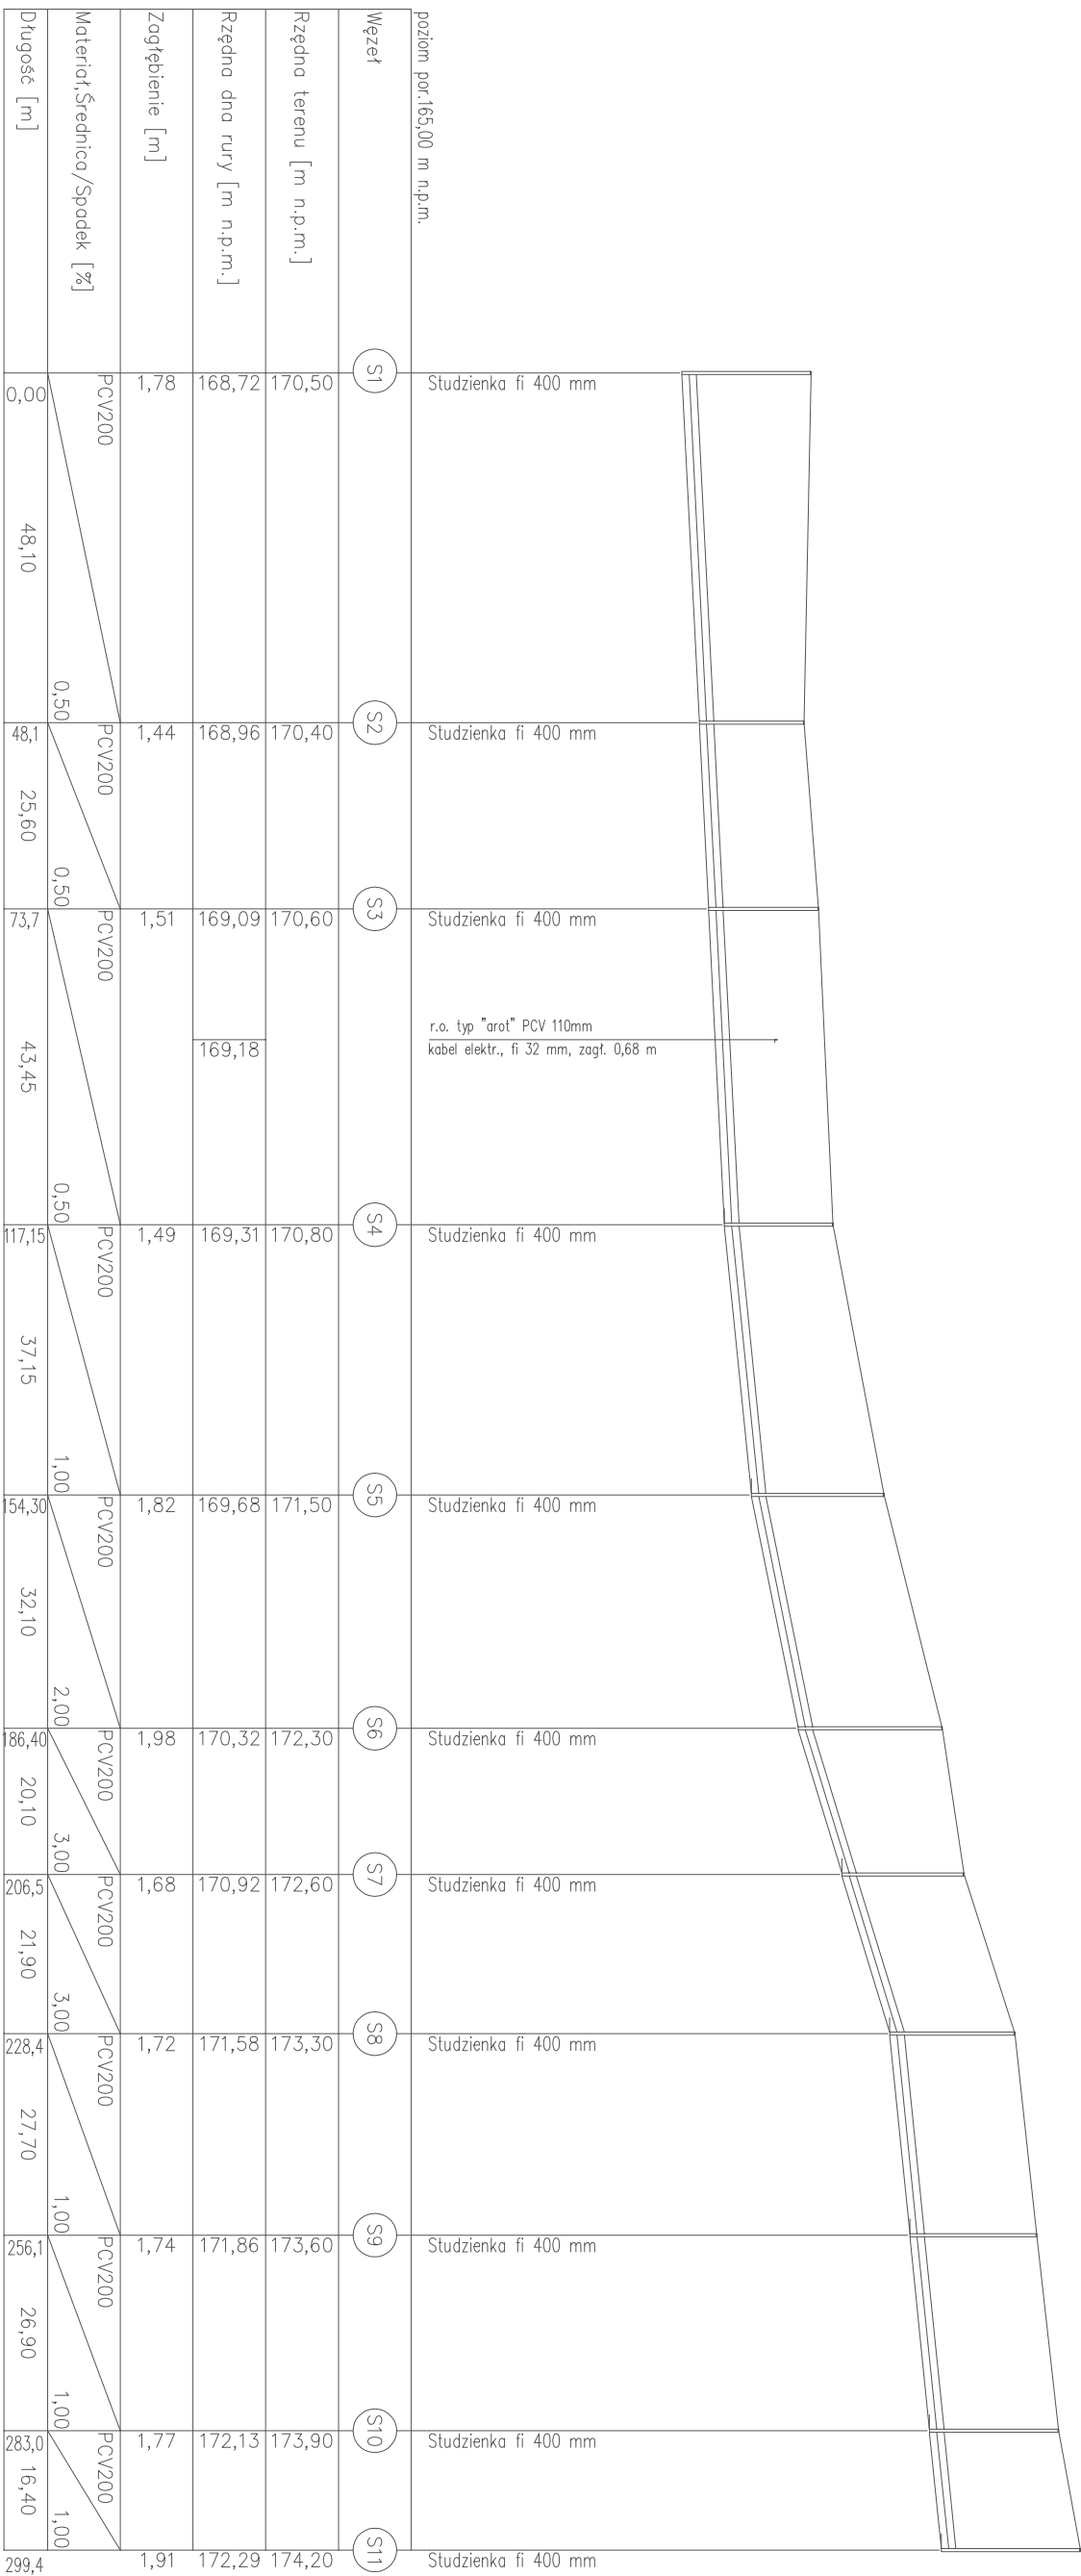 poziom por.165,00 m n.p.m.
Studzienka fi 400 mm
Studzienka fi 400 mm
Studzienka fi 400 mm
r.o. typ "arot" PCV 110mm
kabel elektr., fi 32 mm, zagł. 0,68 m
Studzienka fi 400 mm
Studzienka fi 400 mm
Studzienka fi 400 mm
Studzienka fi 400 mm
Studzienka fi 400 mm
Studzienka fi 400 mm
Studzienka fi 400 mm
Studzienka fi 400 mm
Węzeł S1 S2 S3 S4 S5 S6 S7 S8 S9 S10 S11
Rzędna terenu [m n.p.m.] 170,50 170,40 170,60 170,80 171,50 172,30 172,60 173,30 173,60 173,90 174,20
Rzędna dna rury [m n.p.m.] 168,72 168,96 169,09 169,18 169,31 169,68 170,32 170,92 171,58 171,86 172,13 172,29
Zagłębienie [m] 1,78 1,44 1,51 1,49 1,82 1,98 1,68 1,72 1,74 1,77 1,91
Materiał,Średnica/Spadek [%] PCV200 0,50 PCV200 0,50 PCV200 0,50 PCV200 1,00 PCV200 2,00 PCV200 3,00 PCV200 3,00 PCV200 1,00 PCV200 1,00 PCV200 1,00
Długość [m] 0,00 48,10 48,1 25,60 73,7 43,45 117,15 37,15 154,30 32,10 186,40 20,10 206,5 21,90 228,4 27,70 256,1 26,90 283,0 16,40 299,4